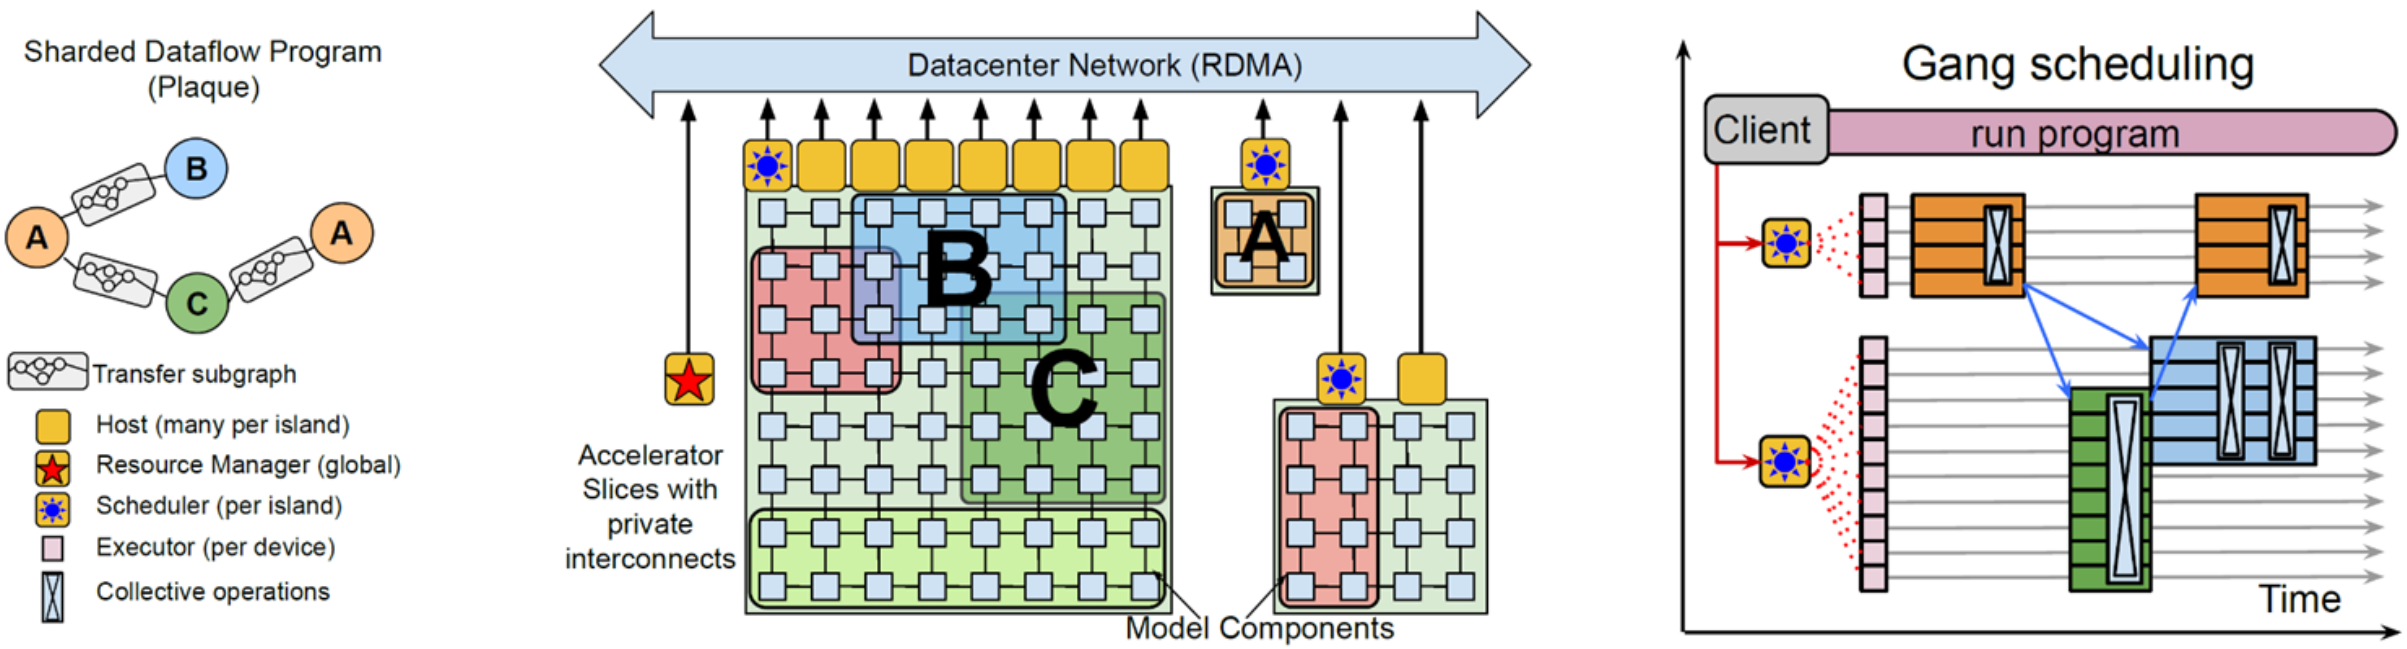 Sharded Dataflow Program
(Plaque)
B
A
A
C
Transfer subgraph
Host (many per island)
Resource Manager (global)
Scheduler (per island)
Executor (per device)
Collective operations
Datacenter Network (RDMA)
B
A
C
Accelerator
Slices with
private
interconnects
Model Components
Gang scheduling
Client
run program
Time